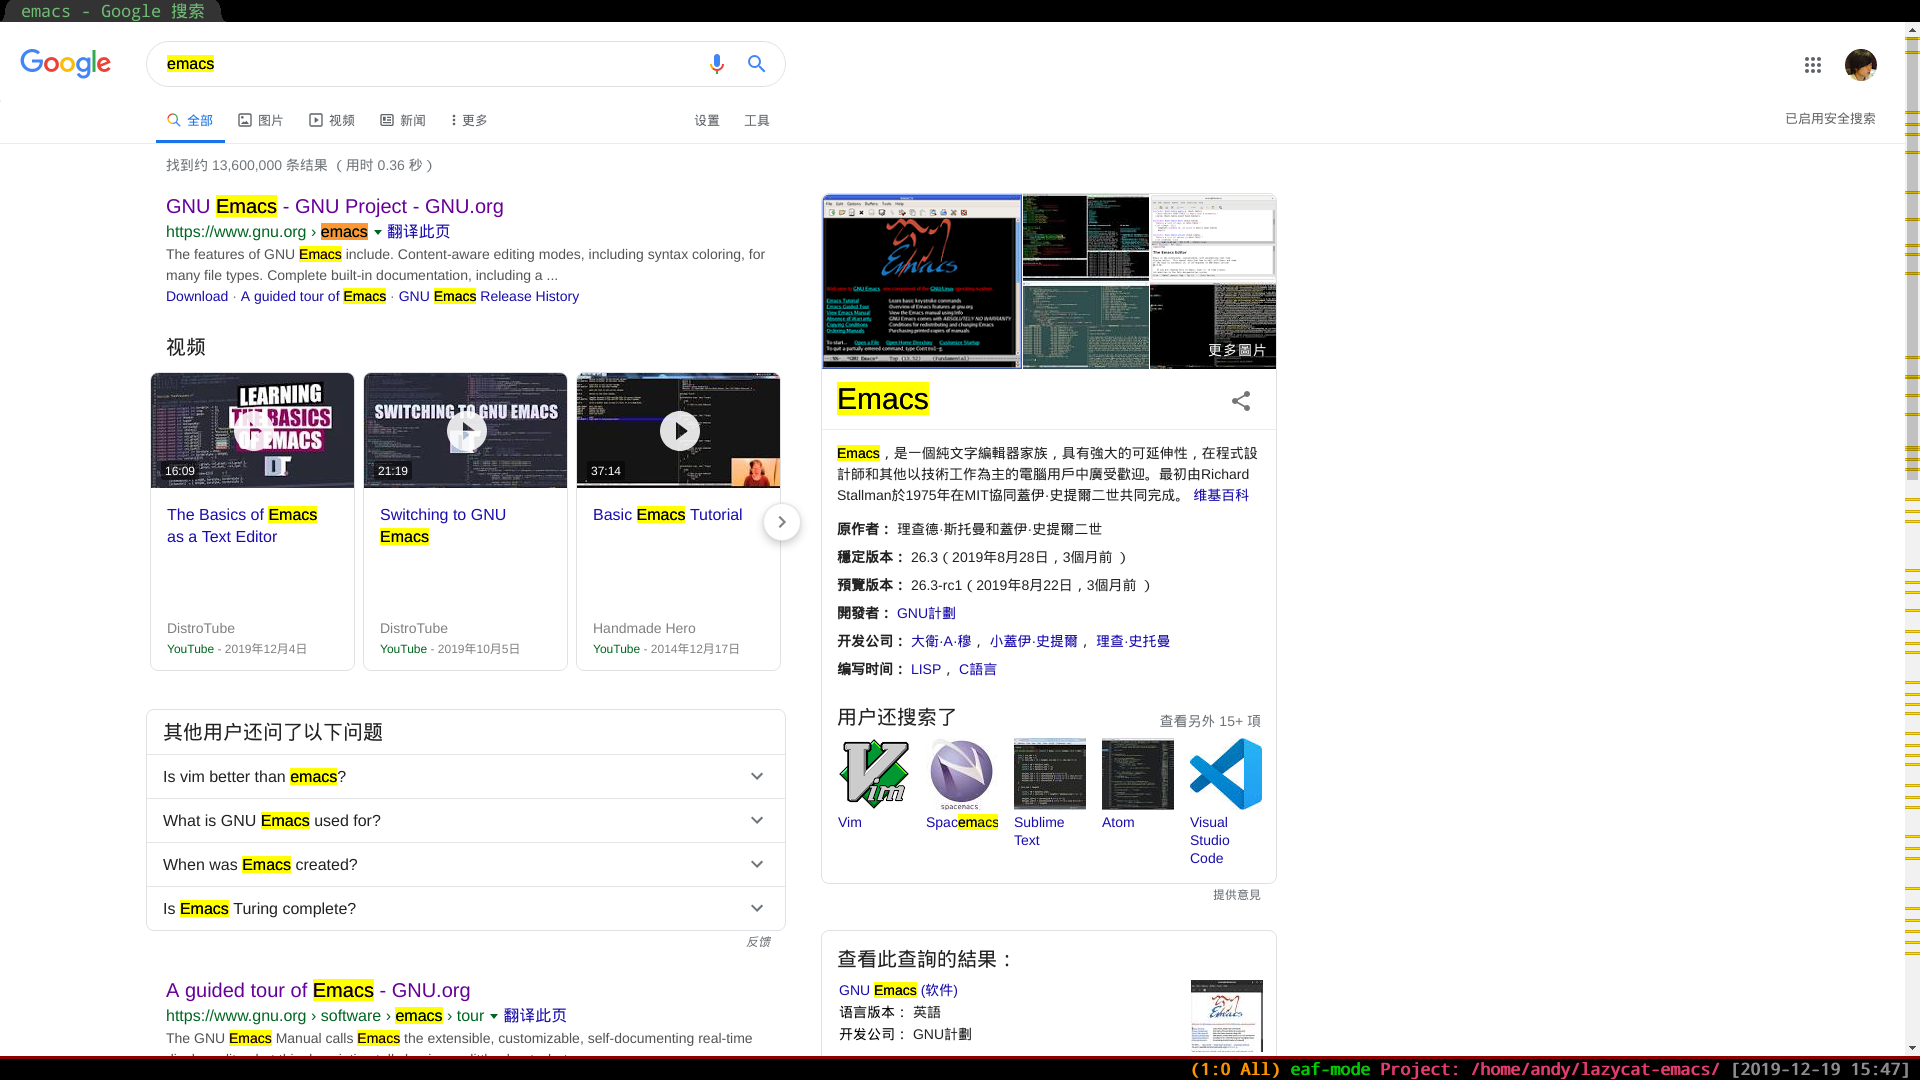 emacs - Google 搜索
Google
emacs
全部 图片 视频 新闻 更多 设置 工具
已启用安全搜索
找到约 13,600,000 条结果 （用时 0.36 秒）
GNU Emacs - GNU Project - GNU.org
https://www.gnu.org › emacs 翻译此页
The features of GNU Emacs include. Content-aware editing modes, including syntax coloring, for
many file types. Complete built-in documentation, including a ...
Download · A guided tour of Emacs · GNU Emacs Release History
视频
LEARNING
THE BASICS
OF EMACS
16:09
The Basics of Emacs
as a Text Editor
DistroTube
YouTube - 2019年12月4日
SWITCHING TO GNU EMACS
21:19
Switching to GNU
Emacs
DistroTube
YouTube - 2019年10月5日
37:14
Basic Emacs Tutorial
Handmade Hero
YouTube - 2014年12月17日
其他用户还问了以下问题
Is vim better than emacs?
What is GNU Emacs used for?
When was Emacs created?
Is Emacs Turing complete?
反馈
A guided tour of Emacs - GNU.org
https://www.gnu.org › software › emacs › tour 翻译此页
The GNU Emacs Manual calls Emacs the extensible, customizable, self-documenting real-time
Emacs
更多圖片
Emacs
Emacs，是一個純文字編輯器家族，具有強大的可延伸性，在程式設
計師和其他以技術工作為主的電腦用戶中廣受歡迎。最初由Richard
Stallman於1975年在MIT協同蓋伊·史提爾二世共同完成。 维基百科
原作者： 理查德·斯托曼和蓋伊·史提爾二世
穩定版本： 26.3（2019年8月28日，3個月前 ）
預覽版本： 26.3-rc1（2019年8月22日，3個月前 ）
開發者： GNU計劃
开发公司： 大衛·A·穆， 小蓋伊·史提爾， 理查·史托曼
编写时间： LISP， C語言
用户还搜索了
查看另外 15+ 項
Vim
spacemacs
Vim
Spacemacs
Sublime
Text
Atom
Visual
Studio
Code
提供意見
查看此查詢的結果：
GNU Emacs (软件)
语言版本： 英語
开发公司： GNU計劃
(1:0 All) eaf-mode Project: /home/andy/lazycat-emacs/ [2019-12-19 15:47]